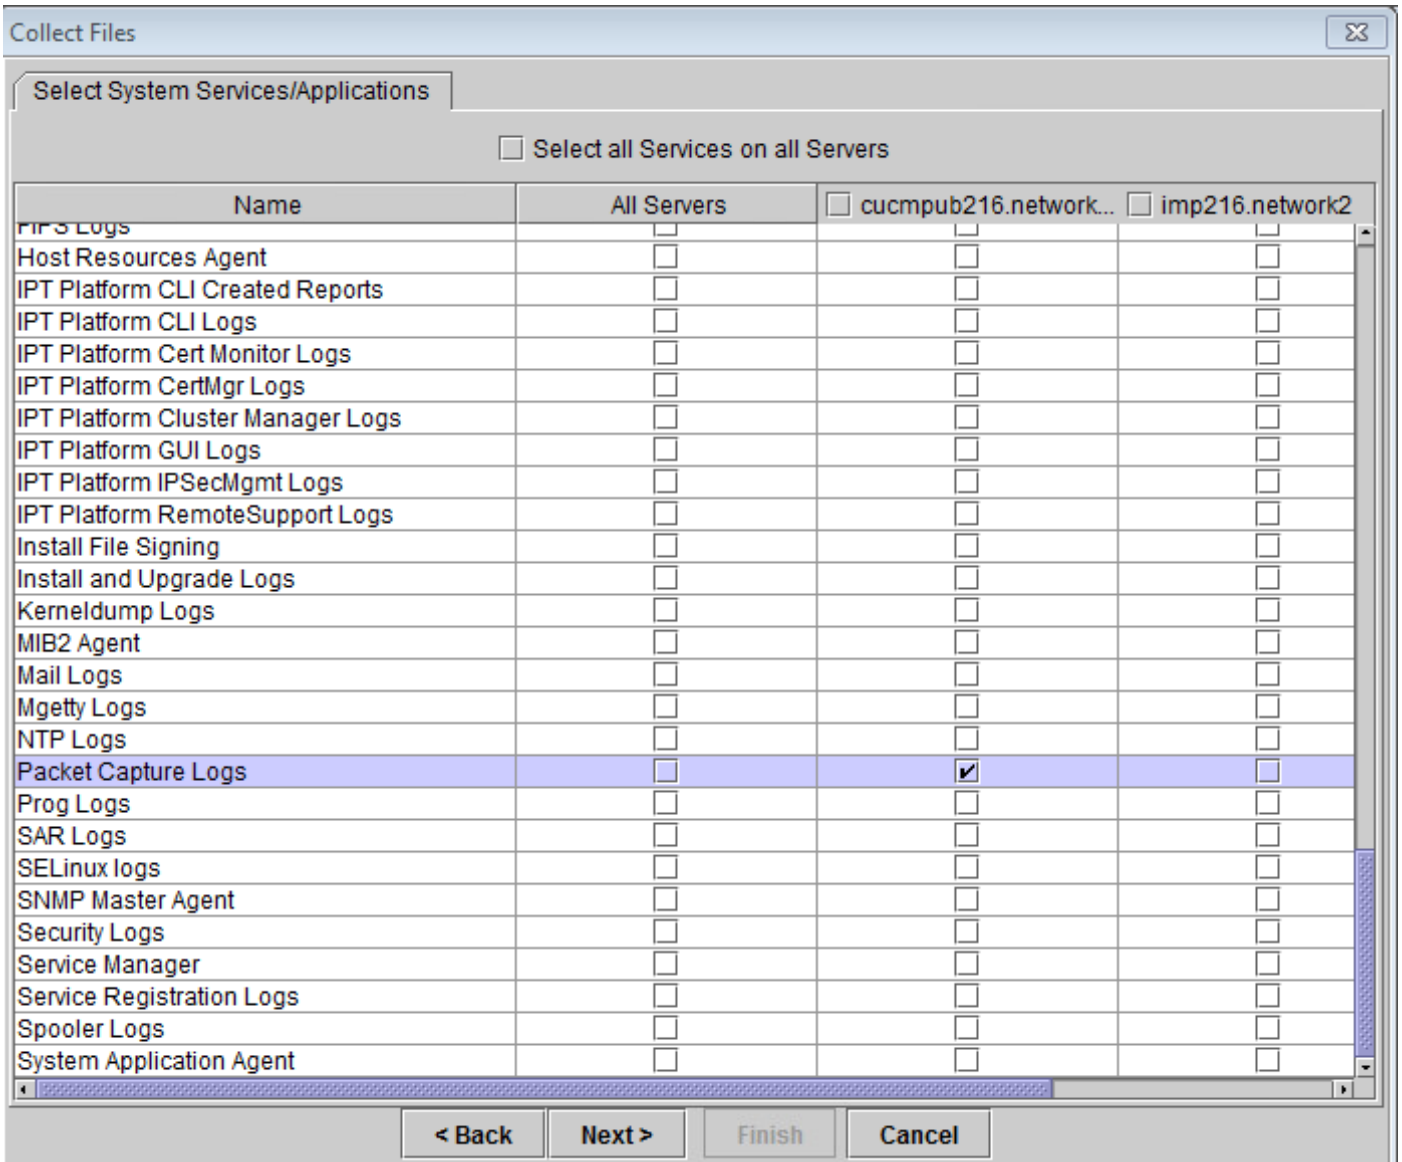 Collect Files
Select System Services/Applications
Select all Services on all Servers
Name All Servers cucmpub216.network... imp216.network2
FIPS Logs
Host Resources Agent
IPT Platform CLI Created Reports
IPT Platform CLI Logs
IPT Platform Cert Monitor Logs
IPT Platform CertMgr Logs
IPT Platform Cluster Manager Logs
IPT Platform GUI Logs
IPT Platform IPSecMgmt Logs
IPT Platform RemoteSupport Logs
Install File Signing
Install and Upgrade Logs
Kerneldump Logs
MIB2 Agent
Mail Logs
Mgetty Logs
NTP Logs
Packet Capture Logs
Prog Logs
SAR Logs
SELinux logs
SNMP Master Agent
Security Logs
Service Manager
Service Registration Logs
Spooler Logs
System Application Agent
< Back Next > Finish Cancel